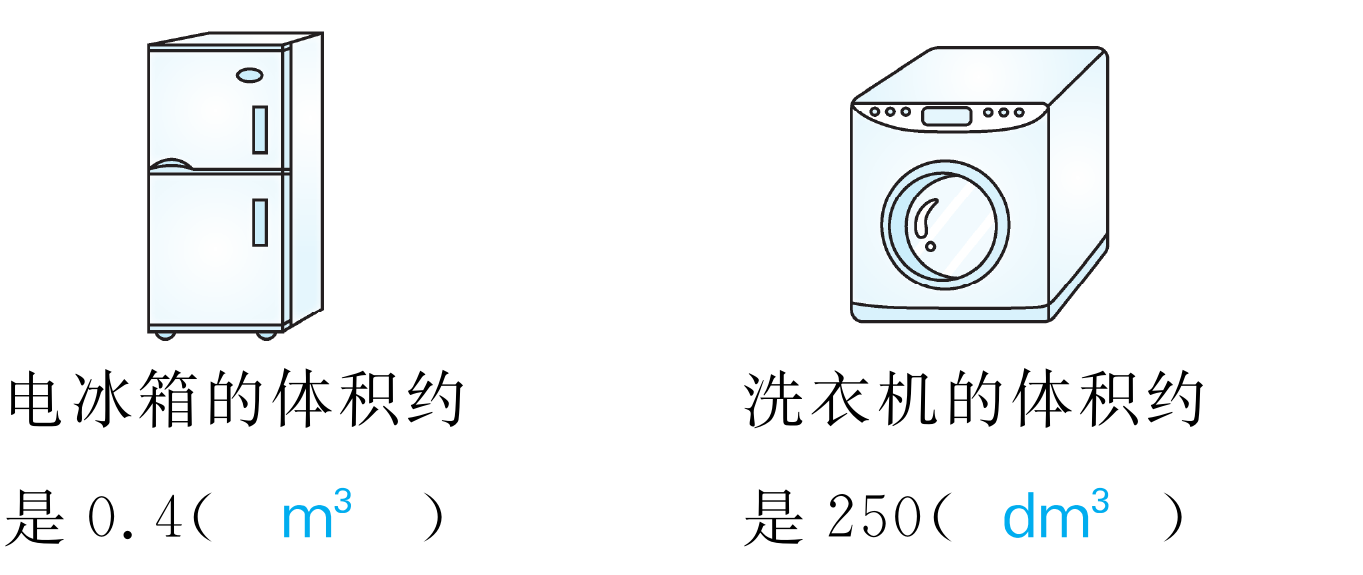 电冰箱的体积约
是 0.4( m³ )
洗衣机的体积约
是 250( dm³ )